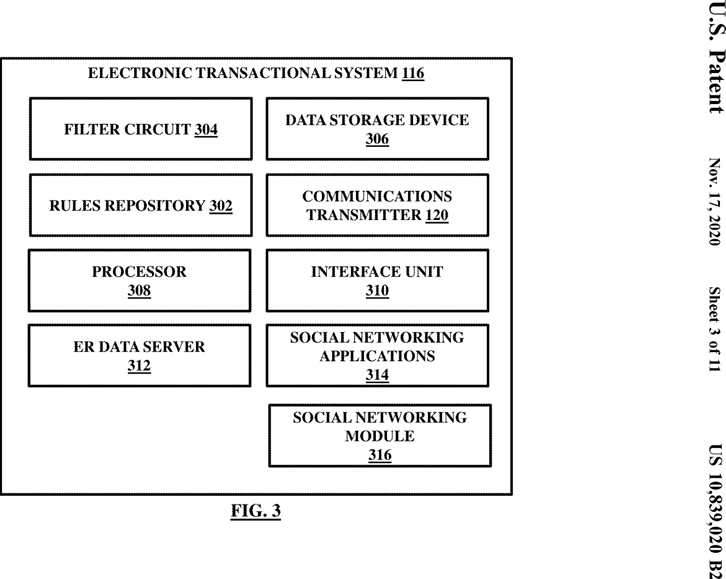 ELECTRONIC TRANSACTIONAL SYSTEM 116
FILTER CIRCUIT 304
DATA STORAGE DEVICE
306
RULES REPOSITORY 302
COMMUNICATIONS
TRANSMITTER 120
PROCESSOR
308
INTERFACE UNIT
310
ER DATA SERVER
312
SOCIAL NETWORKING
APPLICATIONS
314
SOCIAL NETWORKING
MODULE
316
FIG. 3
U.S. Patent Nov. 17, 2020 Sheet 3 of 11 US 10,839,020 B2